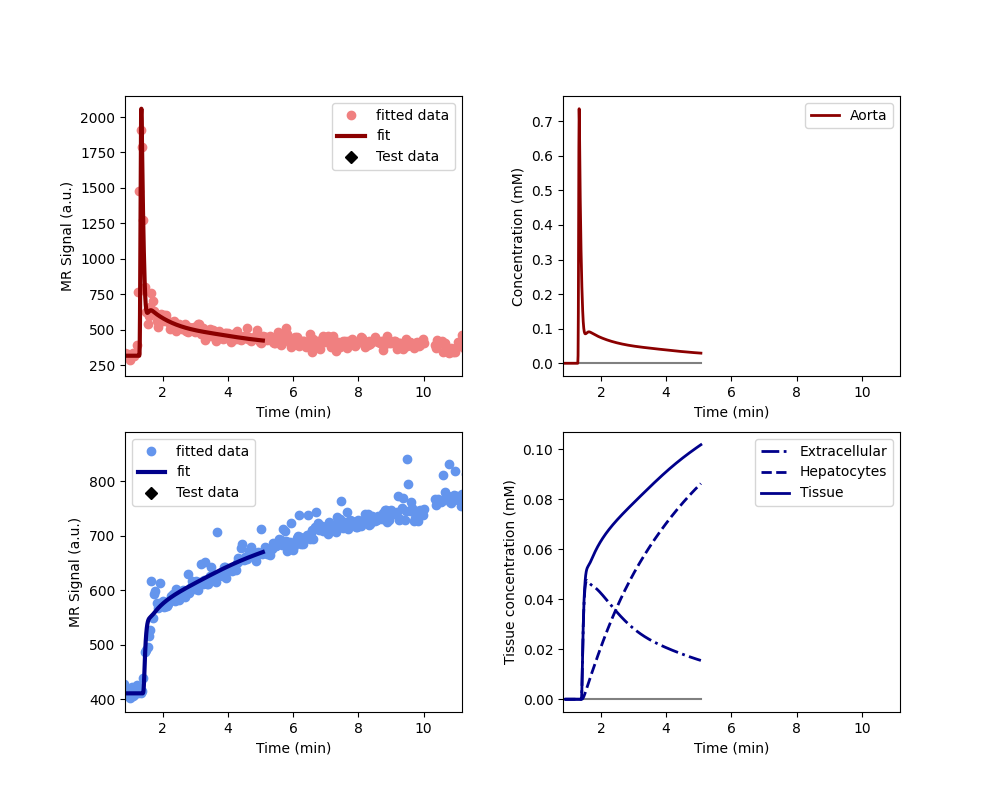 2000
1750
1500
1250
1000
750
500
250
MR Signal (a.u.)
fitted data
fit
Test data
2 4 6 8 10
Time (min)
0.7
0.6
0.5
0.4
0.3
0.2
0.1
0.0
Concentration (mM)
Aorta
2 4 6 8 10
Time (min)
800
700
600
500
400
MR Signal (a.u.)
fitted data
fit
Test data
2 4 6 8 10
Time (min)
0.10
0.08
0.06
0.04
0.02
0.00
Tissue concentration (mM)
Extracellular
Hepatocytes
Tissue
2 4 6 8 10
Time (min)